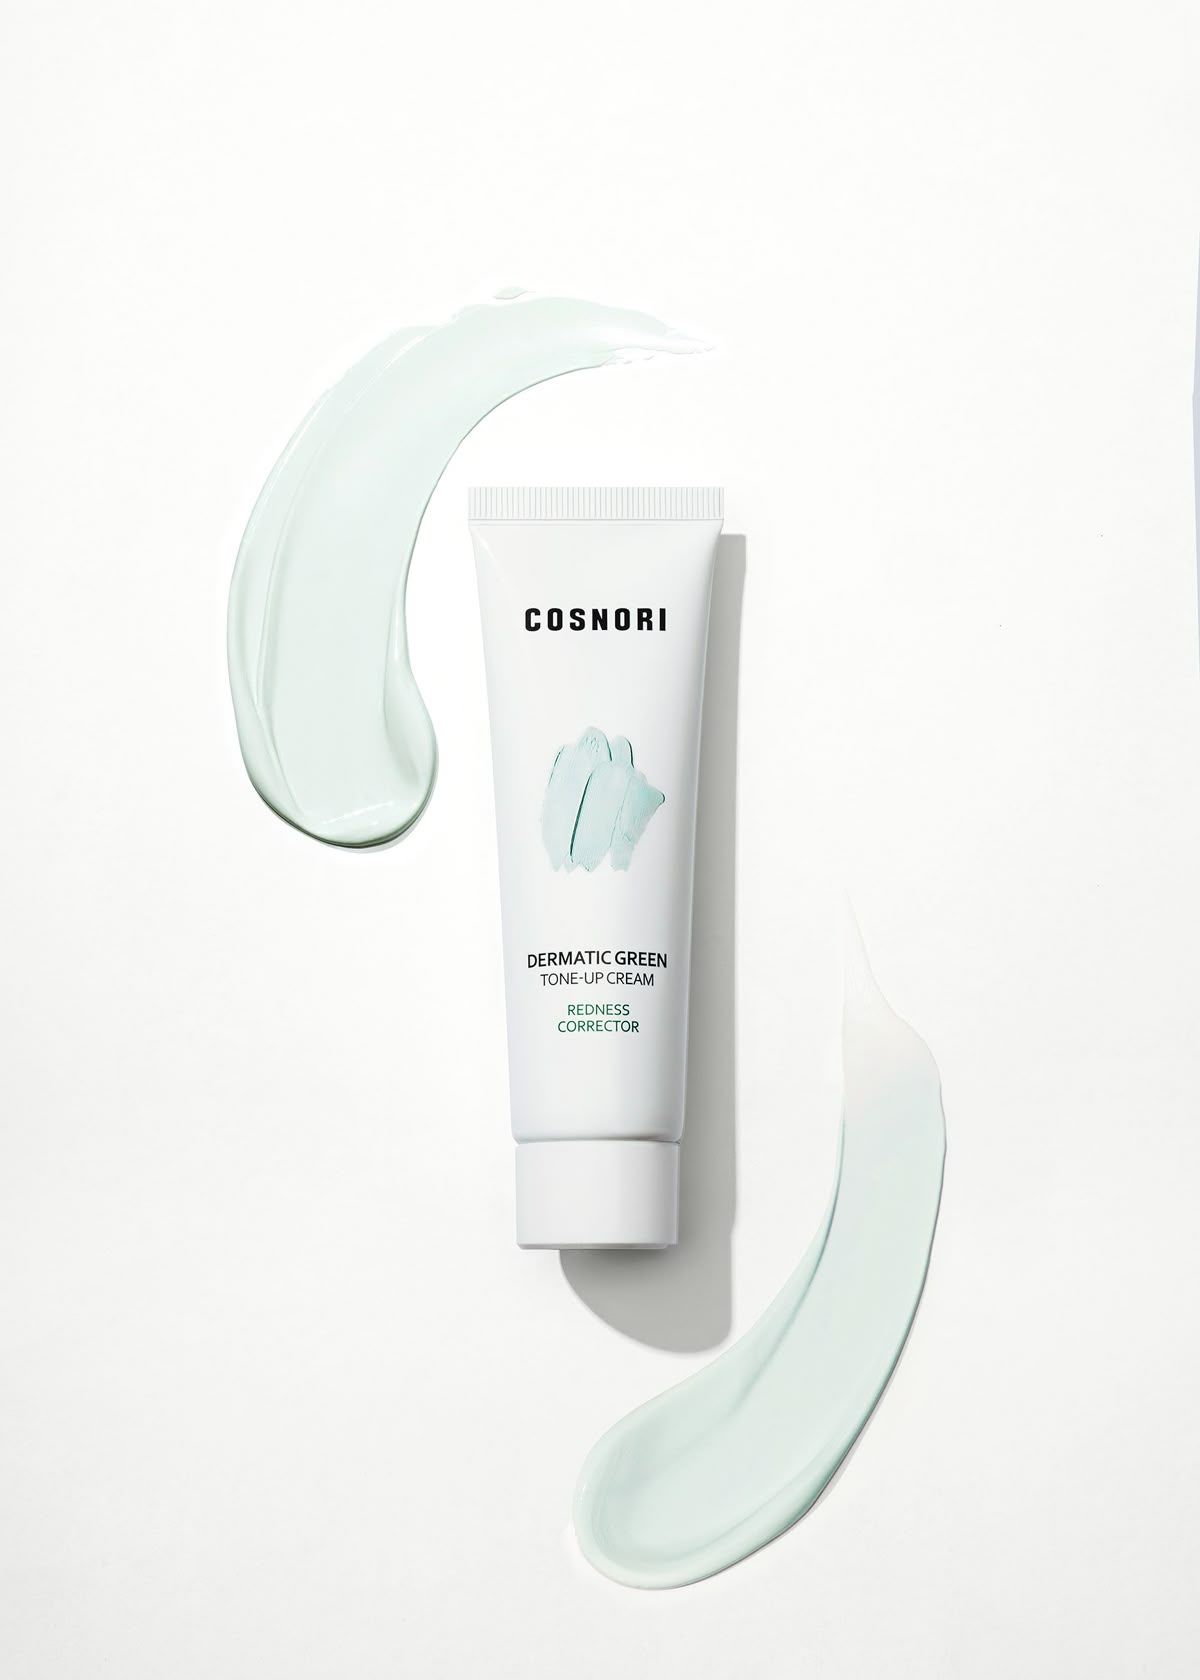 COSNORI
DERMATIC GREEN
TONE-UP CREAM
REDNESS
CORRECTOR